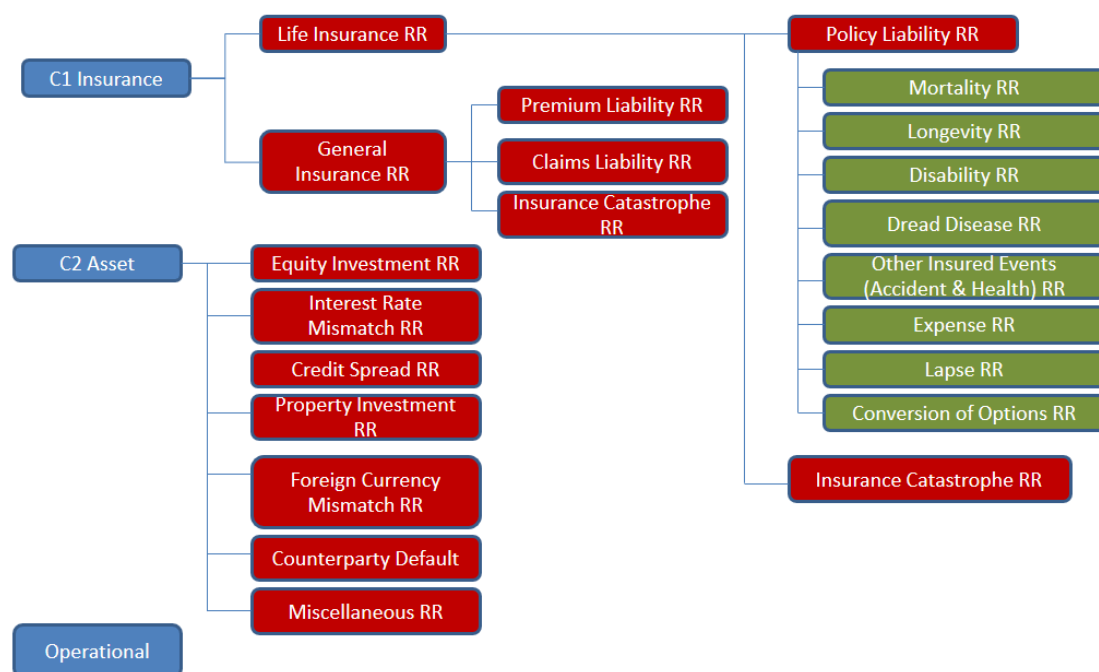 Life Insurance RR
Policy Liability RR
C1 Insurance
Mortality RR
Premium Liability RR
Longevity RR
General
Insurance RR
Claims Liability RR
Disability RR
Insurance Catastrophe
RR
Dread Disease RR
C2 Asset
Equity Investment RR
Other Insured Events
(Accident & Health) RR
Interest Rate
Mismatch RR
Expense RR
Credit Spread RR
Lapse RR
Property Investment
RR
Conversion of Options RR
Foreign Currency
Mismatch RR
Insurance Catastrophe RR
Counterparty Default
Miscellaneous RR
Operational